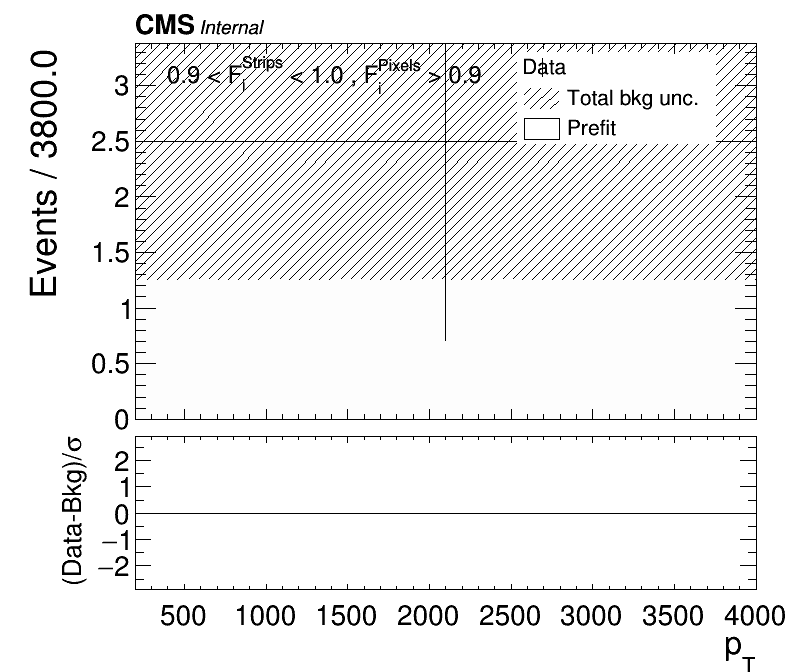 CMS Internal
0.9 < F_i^Strips < 1.0 , F_i^Pixels > 0.9
Data
Total bkg unc.
Prefit
Events / 3800.0
3
2.5
2
1.5
1
0.5
0
(Data-Bkg)/σ
2
1
0
−1
−2
500 1000 1500 2000 2500 3000 3500 4000
p_T